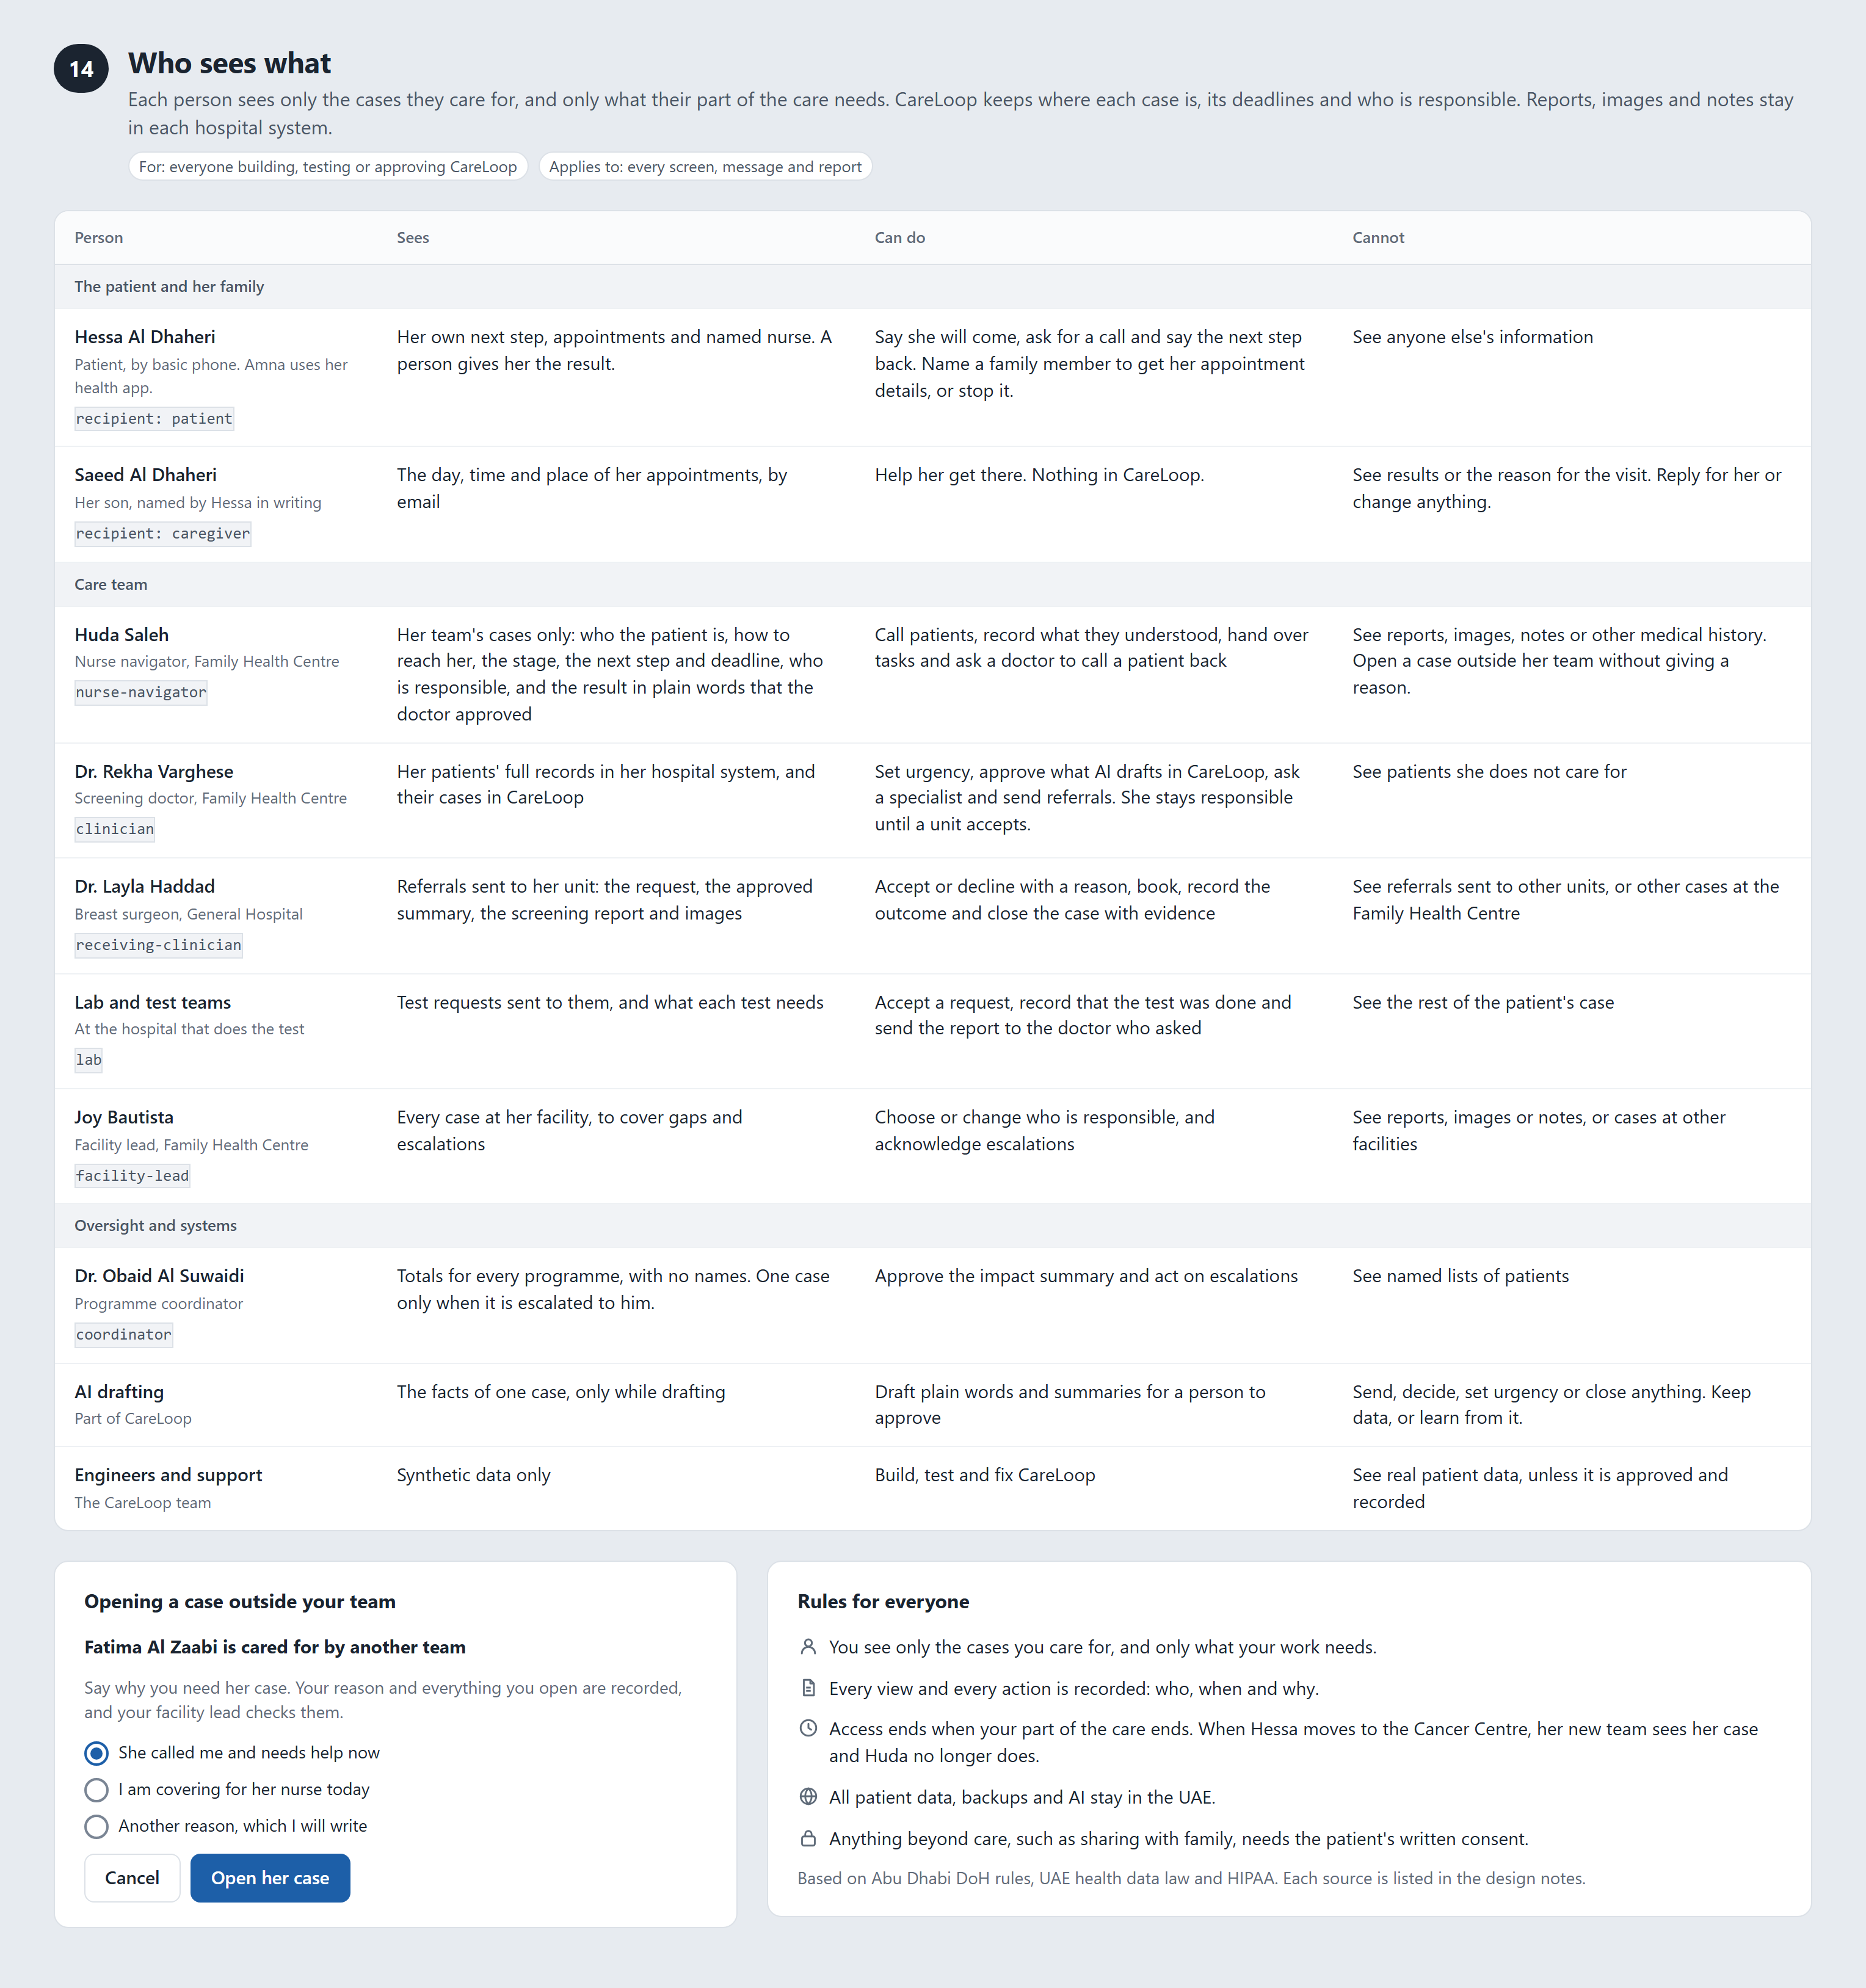 14
Who sees what
Each person sees only the cases they care for, and only what their part of the care needs. CareLoop keeps where each case is, its deadlines and who is responsible. Reports, images and notes stay
in each hospital system.
For: everyone building, testing or approving CareLoop
Applies to: every screen, message and report
Person
Sees
Can do
Cannot
The patient and her family
Hessa Al Dhaheri
Patient, by basic phone. Amna uses her
health app.
recipient: patient
Her own next step, appointments and named nurse. A
person gives her the result.
Say she will come, ask for a call and say the next step
back. Name a family member to get her appointment
details, or stop it.
See anyone else's information
Saeed Al Dhaheri
Her son, named by Hessa in writing
recipient: caregiver
The day, time and place of her appointments, by
email
Help her get there. Nothing in CareLoop.
See results or the reason for the visit. Reply for her or
change anything.
Care team
Huda Saleh
Nurse navigator, Family Health Centre
nurse-navigator
Her team's cases only: who the patient is, how to
reach her, the stage, the next step and deadline, who
is responsible, and the result in plain words that the
doctor approved
Call patients, record what they understood, hand over
tasks and ask a doctor to call a patient back
See reports, images, notes or other medical history.
Open a case outside her team without giving a
reason.
Dr. Rekha Varghese
Screening doctor, Family Health Centre
clinician
Her patients' full records in her hospital system, and
their cases in CareLoop
Set urgency, approve what AI drafts in CareLoop, ask
a specialist and send referrals. She stays responsible
until a unit accepts.
See patients she does not care for
Dr. Layla Haddad
Breast surgeon, General Hospital
receiving-clinician
Referrals sent to her unit: the request, the approved
summary, the screening report and images
Accept or decline with a reason, book, record the
outcome and close the case with evidence
See referrals sent to other units, or other cases at the
Family Health Centre
Lab and test teams
At the hospital that does the test
lab
Test requests sent to them, and what each test needs
Accept a request, record that the test was done and
send the report to the doctor who asked
See the rest of the patient's case
Joy Bautista
Facility lead, Family Health Centre
facility-lead
Every case at her facility, to cover gaps and
escalations
Choose or change who is responsible, and
acknowledge escalations
See reports, images or notes, or cases at other
facilities
Oversight and systems
Dr. Obaid Al Suwaidi
Programme coordinator
coordinator
Totals for every programme, with no names. One case
only when it is escalated to him.
Approve the impact summary and act on escalations
See named lists of patients
AI drafting
Part of CareLoop
The facts of one case, only while drafting
Draft plain words and summaries for a person to
approve
Send, decide, set urgency or close anything. Keep
data, or learn from it.
Engineers and support
The CareLoop team
Synthetic data only
Build, test and fix CareLoop
See real patient data, unless it is approved and
recorded
Opening a case outside your team
Fatima Al Zaabi is cared for by another team
Say why you need her case. Your reason and everything you open are recorded,
and your facility lead checks them.
She called me and needs help now
I am covering for her nurse today
Another reason, which I will write
Cancel
Open her case
Rules for everyone
You see only the cases you care for, and only what your work needs.
Every view and every action is recorded: who, when and why.
Access ends when your part of the care ends. When Hessa moves to the Cancer Centre, her new team sees her case
and Huda no longer does.
All patient data, backups and AI stay in the UAE.
Anything beyond care, such as sharing with family, needs the patient's written consent.
Based on Abu Dhabi DoH rules, UAE health data law and HIPAA. Each source is listed in the design notes.